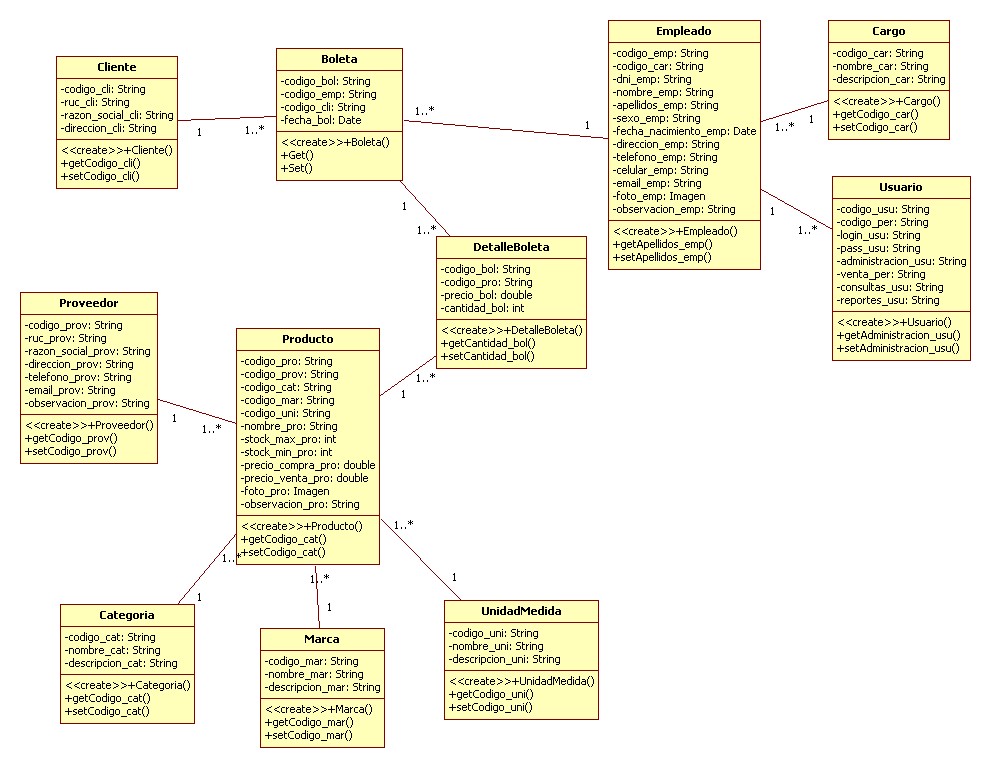 Cliente
-codigo_cli: String
-ruc_cli: String
-razon_social_cli: String
-direccion_cli: String
<<create>>+Cliente()
+getCodigo_cli()
+setCodigo_cli()
1
1..*
Boleta
-codigo_bol: String
-codigo_emp: String
-codigo_cli: String
-fecha_bol: Date
<<create>>+Boleta()
+Get()
+Set()
1..*
1
Empleado
-codigo_emp: String
-codigo_car: String
-dni_emp: String
-nombre_emp: String
-apellidos_emp: String
-sexo_emp: String
-fecha_nacimiento_emp: Date
-direccion_emp: String
-telefono_emp: String
-celular_emp: String
-email_emp: String
-foto_emp: Imagen
-observacion_emp: String
<<create>>+Empleado()
+getApellidos_emp()
+setApellidos_emp()
1..*
1
Cargo
-codigo_car: String
-nombre_car: String
-descripcion_car: String
<<create>>+Cargo()
+getCodigo_car()
+setCodigo_car()
1
1..*
Usuario
-codigo_usu: String
-codigo_per: String
-login_usu: String
-pass_usu: String
-administracion_usu: String
-venta_per: String
-consultas_usu: String
-reportes_usu: String
<<create>>+Usuario()
+getAdministracion_usu()
+setAdministracion_usu()
1
1..*
DetalleBoleta
-codigo_bol: String
-codigo_pro: String
-precio_bol: double
-cantidad_bol: int
<<create>>+DetalleBoleta()
+getCantidad_bol()
+setCantidad_bol()
1..*
1
Proveedor
-codigo_prov: String
-ruc_prov: String
-razon_social_prov: String
-direccion_prov: String
-telefono_prov: String
-email_prov: String
-observacion_prov: String
<<create>>+Proveedor()
+getCodigo_prov()
+setCodigo_prov()
1
1..*
Producto
-codigo_pro: String
-codigo_prov: String
-codigo_cat: String
-codigo_mar: String
-codigo_uni: String
-nombre_pro: String
-stock_max_pro: int
-stock_min_pro: int
-precio_compra_pro: double
-precio_venta_pro: double
-foto_pro: Imagen
-observacion_pro: String
<<create>>+Producto()
+getCodigo_cat()
+setCodigo_cat()
1..*
1
1..*
1
1..*
1
Categoria
-codigo_cat: String
-nombre_cat: String
-descripcion_cat: String
<<create>>+Categoria()
+getCodigo_cat()
+setCodigo_cat()
Marca
-codigo_mar: String
-nombre_mar: String
-descripcion_mar: String
<<create>>+Marca()
+getCodigo_mar()
+setCodigo_mar()
UnidadMedida
-codigo_uni: String
-nombre_uni: String
-descripcion_uni: String
<<create>>+UnidadMedida()
+getCodigo_uni()
+setCodigo_uni()